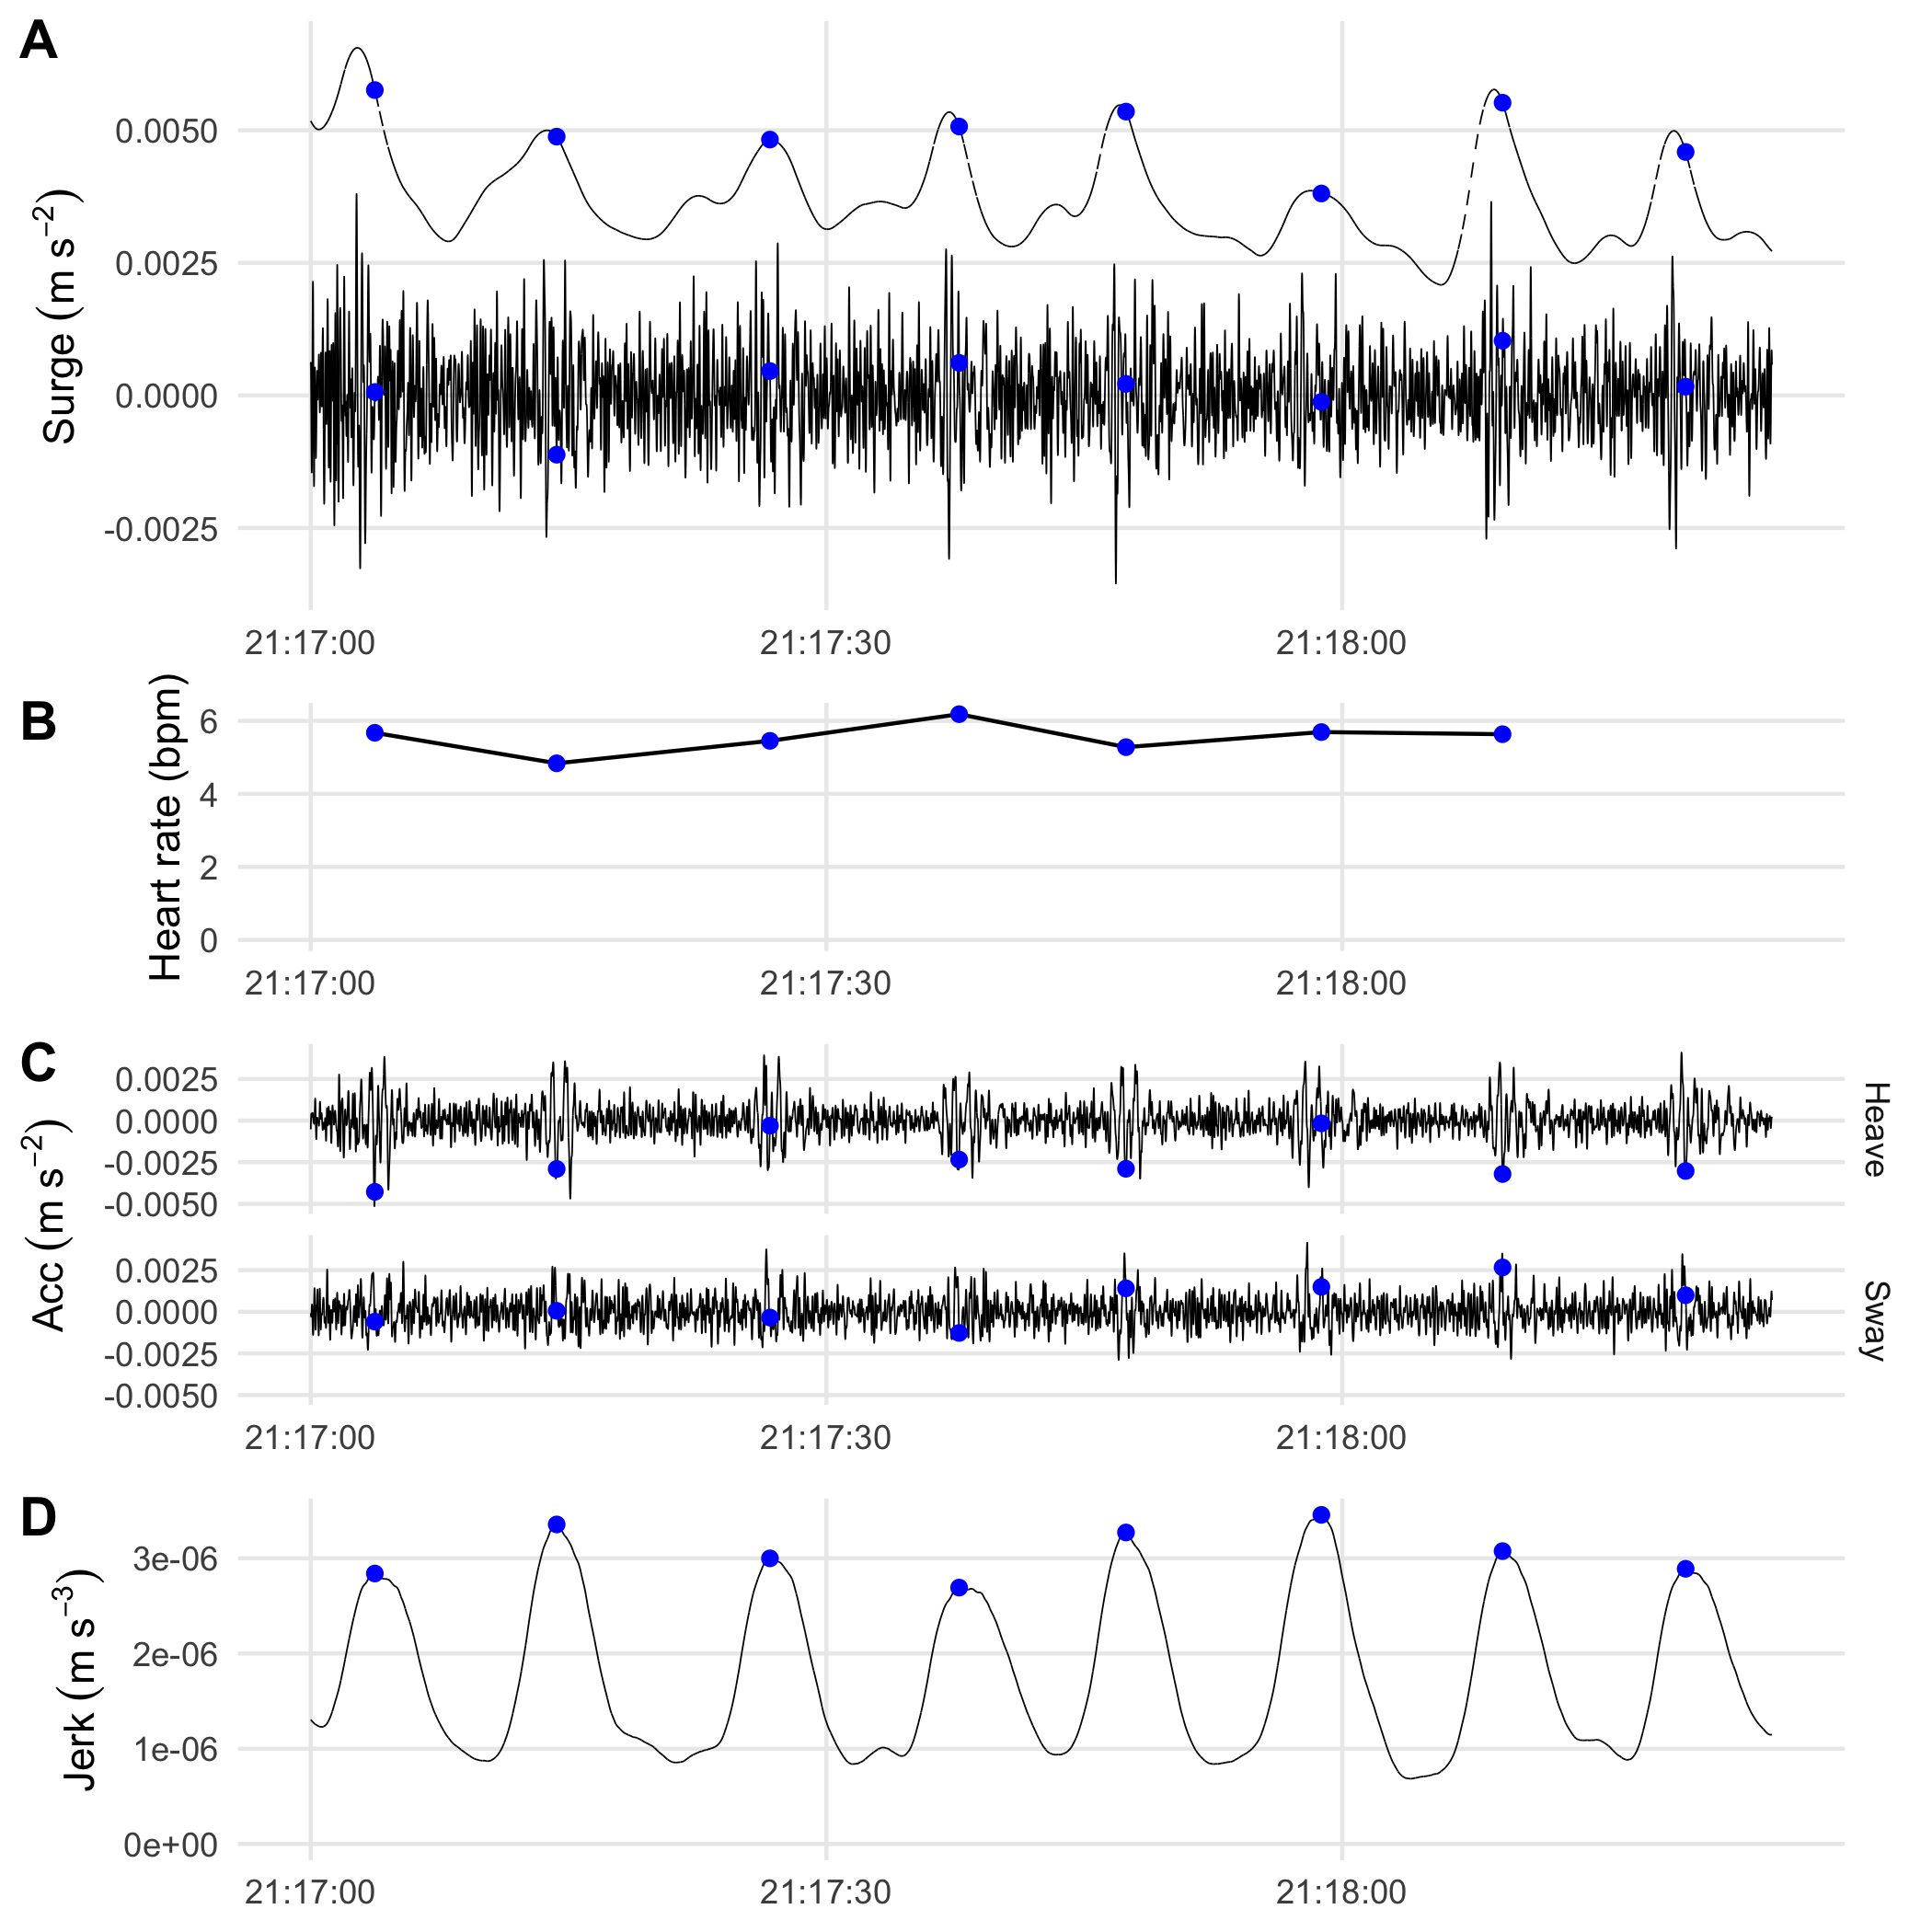 A
Surge (m s⁻²)
0.0050
0.0025
0.0000
-0.0025
21:17:00 21:17:30 21:18:00
B
Heart rate (bpm)
6
4
2
0
21:17:00 21:17:30 21:18:00
C
Acc (m s⁻²)
0.0025
0.0000
-0.0025
-0.0050
Heave
0.0025
0.0000
-0.0025
-0.0050
Sway
21:17:00 21:17:30 21:18:00
D
Jerk (m s⁻³)
3e-06
2e-06
1e-06
0e+00
21:17:00 21:17:30 21:18:00